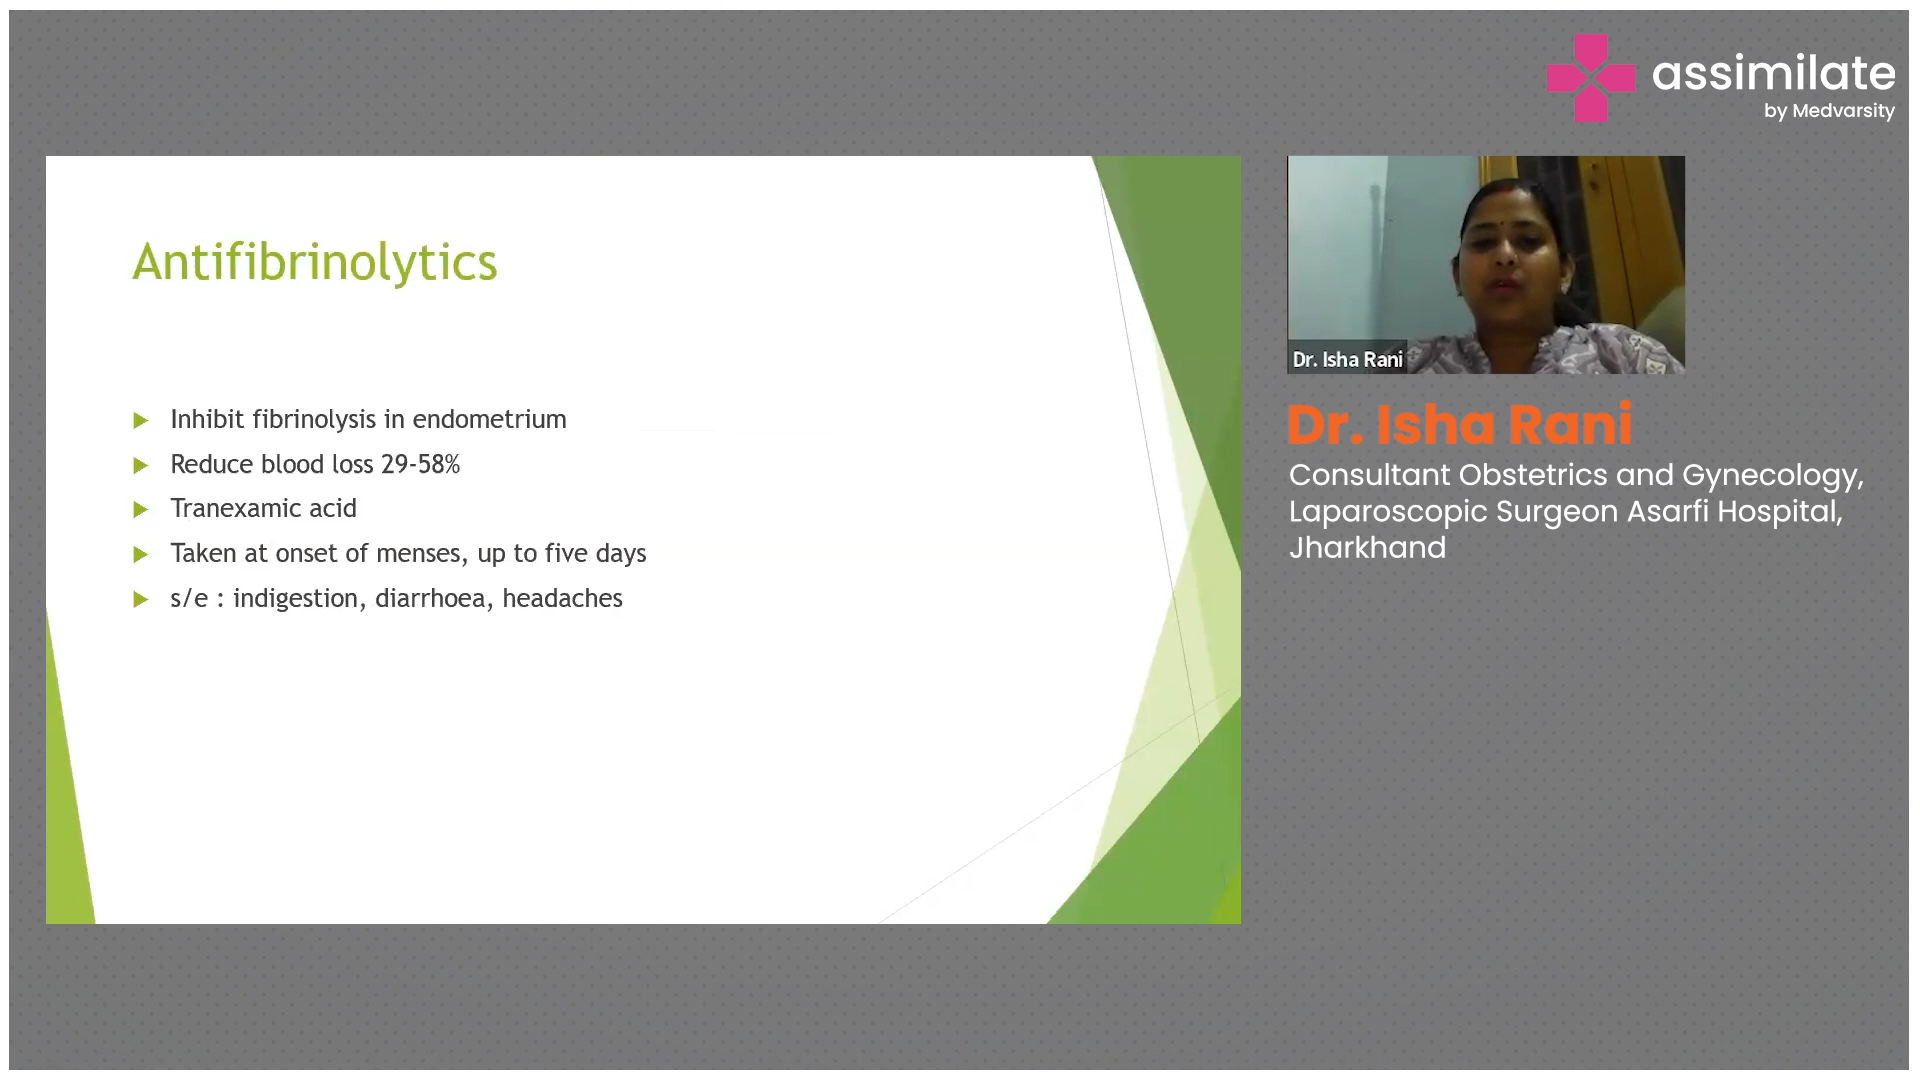 assimilate
by Medvarsity
Antifibrinolytics
Inhibit fibrinolysis in endometrium
Reduce blood loss 29-58%
Tranexamic acid
Taken at onset of menses, up to five days
s/e : indigestion, diarrhoea, headaches
Dr. Isha Rani
Dr. Isha Rani
Consultant Obstetrics and Gynecology,
Laparoscopic Surgeon Asarfi Hospital,
Jharkhand